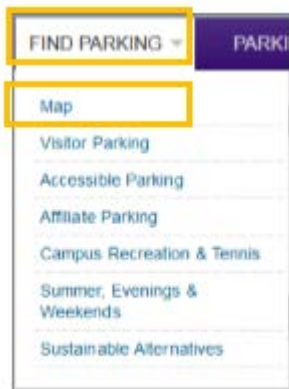 FIND PARKING PARKI
Map
Visitor Parking
Accessible Parking
Affiliate Parking
Campus Recreation & Tennis
Summer, Evenings &
Weekends
Sustainable Alternatives